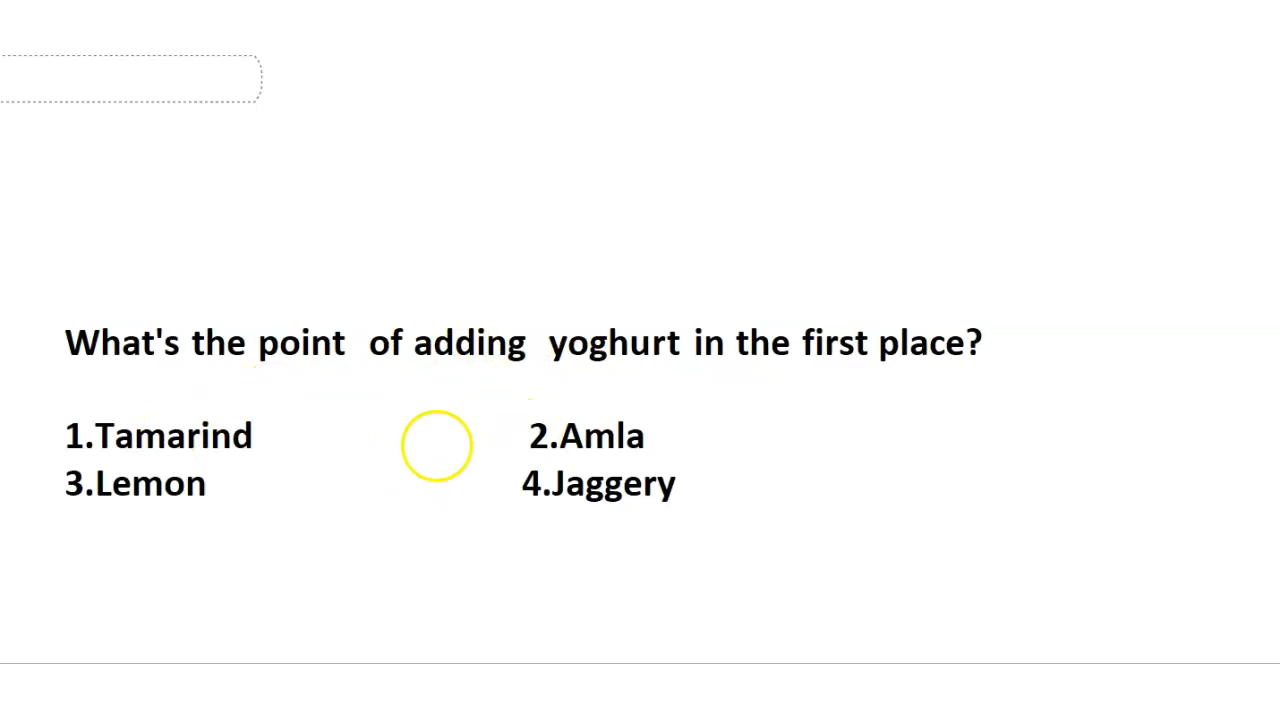 What's the point of adding yoghurt in the first place?
1.Tamarind 2.Amla
3.Lemon 4.Jaggery